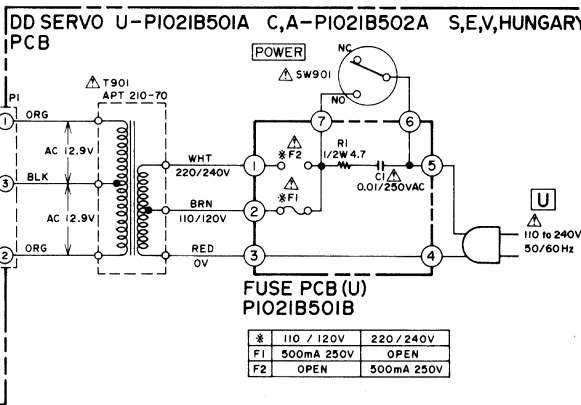 DD SERVO U-P1021B501A C,A-P1021B502A S,E,V,HUNGARY
PCB
POWER
NC
SW901
NO
T901
APT 210-70
P1
1 ORG
AC 12.9V
3 BLK
AC 12.9V
2 ORG
WHT
220/240V
BRN
110/120V
RED
0V
7
6
1
※F2
R1
1/2W 4.7
C1
0.01/250VAC
5
2
※F1
3
4
U
110 to 240V
50/60Hz
FUSE PCB (U)
P1021B501B
※ 110 / 120V 220/240V
F1 500mA 250V OPEN
F2 OPEN 500mA 250V